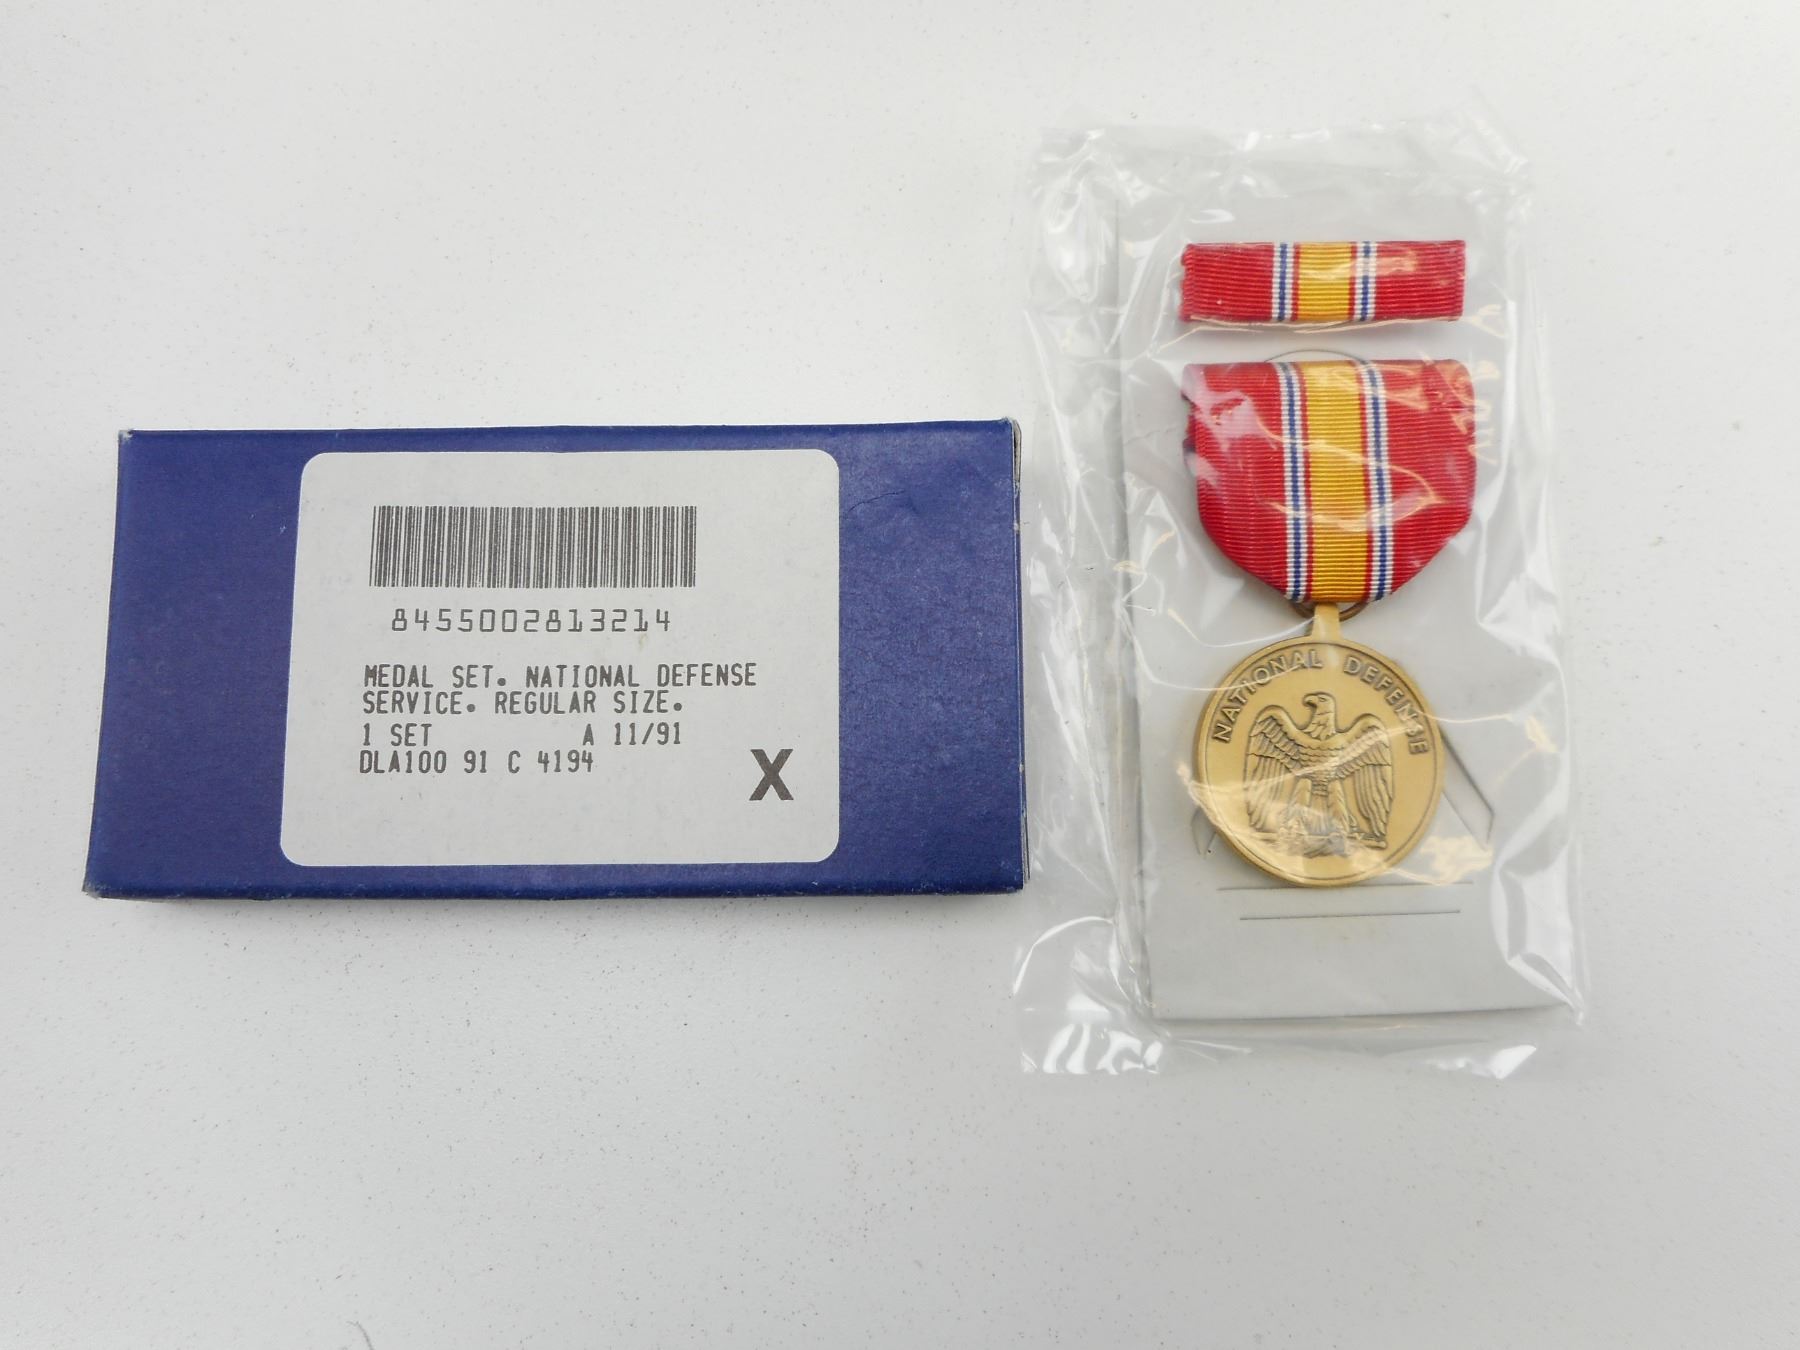 8455002813214
MEDAL SET. NATIONAL DEFENSE
SERVICE. REGULAR SIZE.
1 SET A 11/91
DLA100 91 C 4194
X
NATIONAL DEFENSE